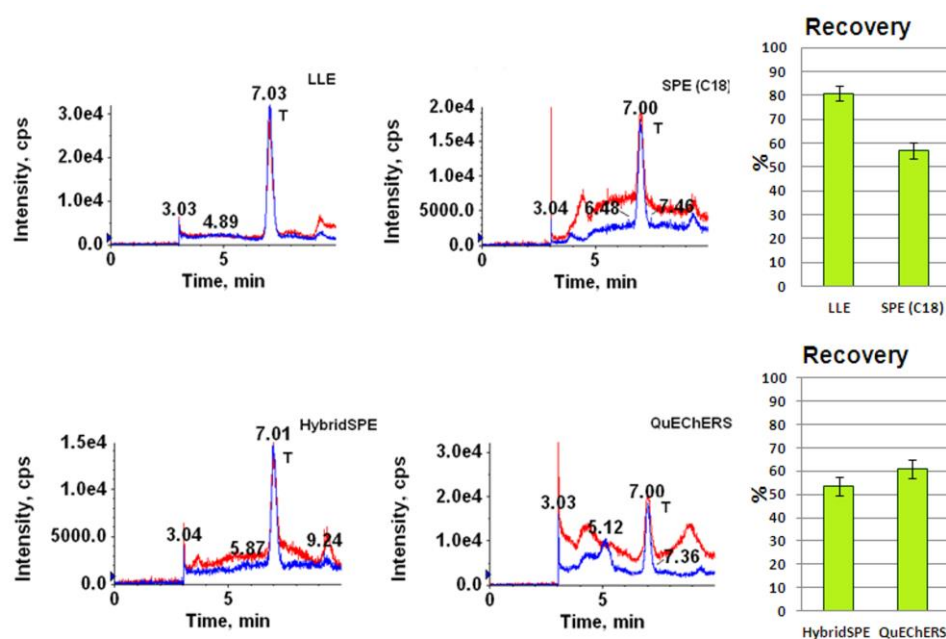 LLE
7.03
T
3.0e4
2.0e4
1.0e4
0.0
3.03
4.89
0
5
Intensity, cps
Time, min
SPE (C18)
7.00
T
2.0e4
1.5e4
1.0e4
5000.0
0.0
3.04
6.48
7.46
0
5
Intensity, cps
Time, min
Recovery
100
90
80
70
60
50
40
30
20
10
0
%
LLE SPE (C18)
HybridSPE
7.01
T
1.5e4
1.0e4
5000.0
0.0
3.04
5.87
9.24
0
5
Intensity, cps
Time, min
QuEChERS
7.00
T
3.0e4
2.0e4
1.0e4
0.0
3.03
5.12
7.36
0
5
Intensity, cps
Time, min
Recovery
100
90
80
70
60
50
40
30
20
10
0
%
HybridSPE QuEChERS